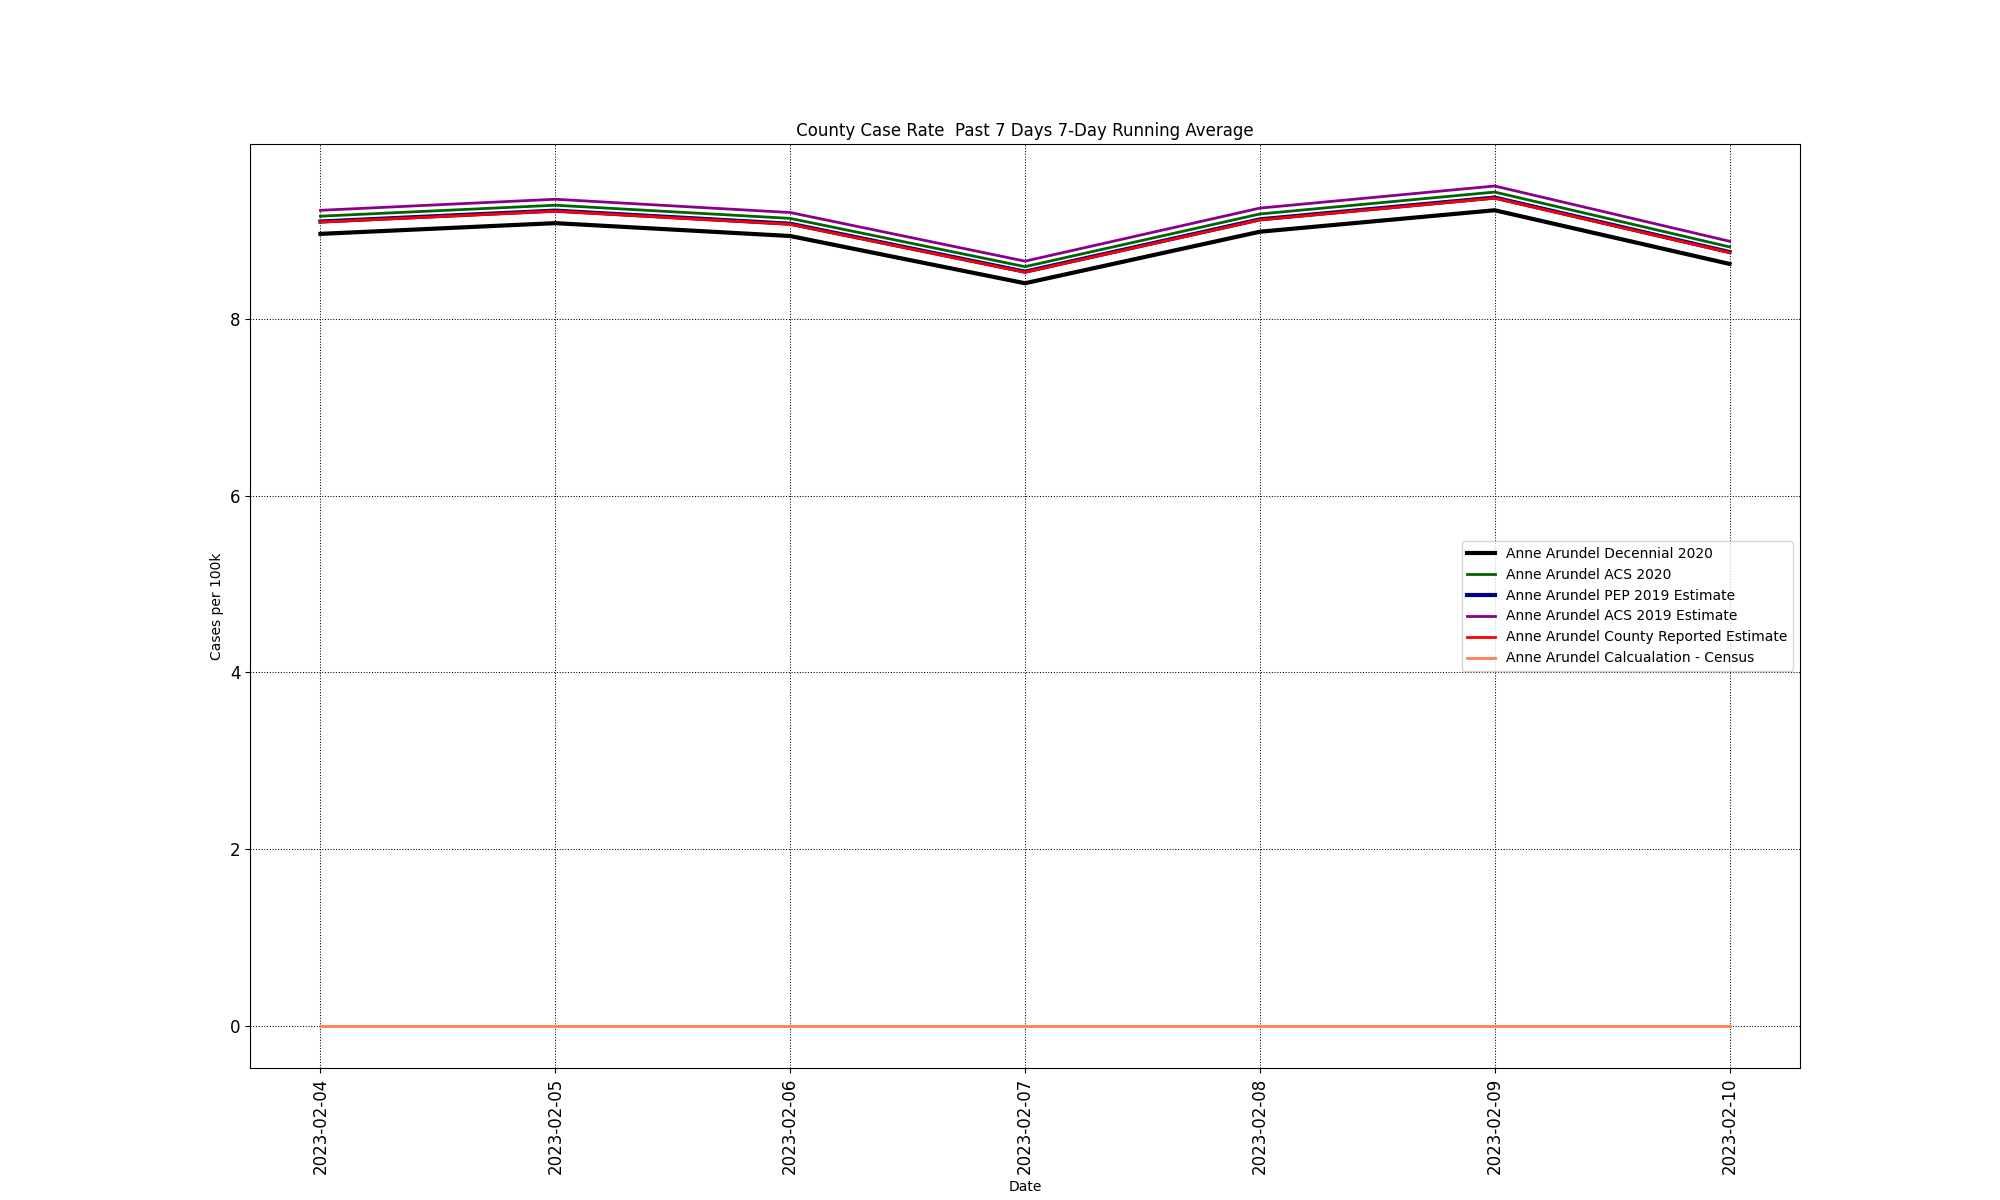 County Case Rate  Past 7 Days 7-Day Running Average
8
6
4
2
0
Cases per 100k
Anne Arundel Decennial 2020
Anne Arundel ACS 2020
Anne Arundel PEP 2019 Estimate
Anne Arundel ACS 2019 Estimate
Anne Arundel County Reported Estimate
Anne Arundel Calcualation - Census
2023-02-04
2023-02-05
2023-02-06
2023-02-07
2023-02-08
2023-02-09
2023-02-10
Date